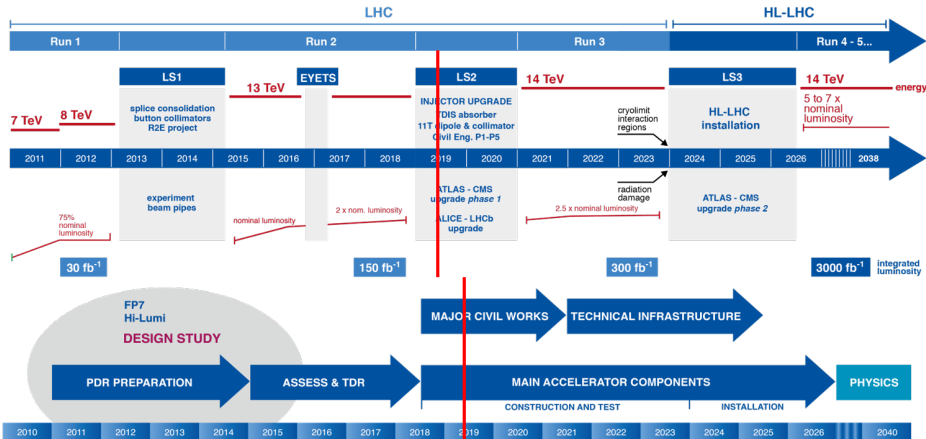 LHC
HL-LHC
Run 1
Run 2
Run 3
Run 4 - 5...
LS1
EYETS
LS2
LS3
13 TeV
14 TeV
14 TeV
energy
7 TeV
8 TeV
splice consolidation
button collimators
R2E project
INJECTOR UPGRADE
TDIS absorber
11T dipole & collimator
Civil Eng. P1-P5
cryolimit
interaction
regions
HL-LHC
installation
5 to 7 x
nominal
luminosity
2011
2012
2013
2014
2015
2016
2017
2018
2019
2020
2021
2022
2023
2024
2025
2026
2038
75%
nominal
luminosity
experiment
beam pipes
nominal luminosity
2 x nom. luminosity
ATLAS - CMS
upgrade phase 1
ALICE - LHCb
upgrade
2.5 x nominal luminosity
radiation
damage
ATLAS - CMS
upgrade phase 2
30 fb-1
150 fb-1
300 fb-1
3000 fb-1
integrated
luminosity
FP7
Hi-Lumi
DESIGN STUDY
MAJOR CIVIL WORKS
TECHNICAL INFRASTRUCTURE
PDR PREPARATION
ASSESS & TDR
MAIN ACCELERATOR COMPONENTS
PHYSICS
CONSTRUCTION AND TEST
INSTALLATION
2010
2011
2012
2013
2014
2015
2016
2017
2018
2019
2020
2021
2022
2023
2024
2025
2026
2040